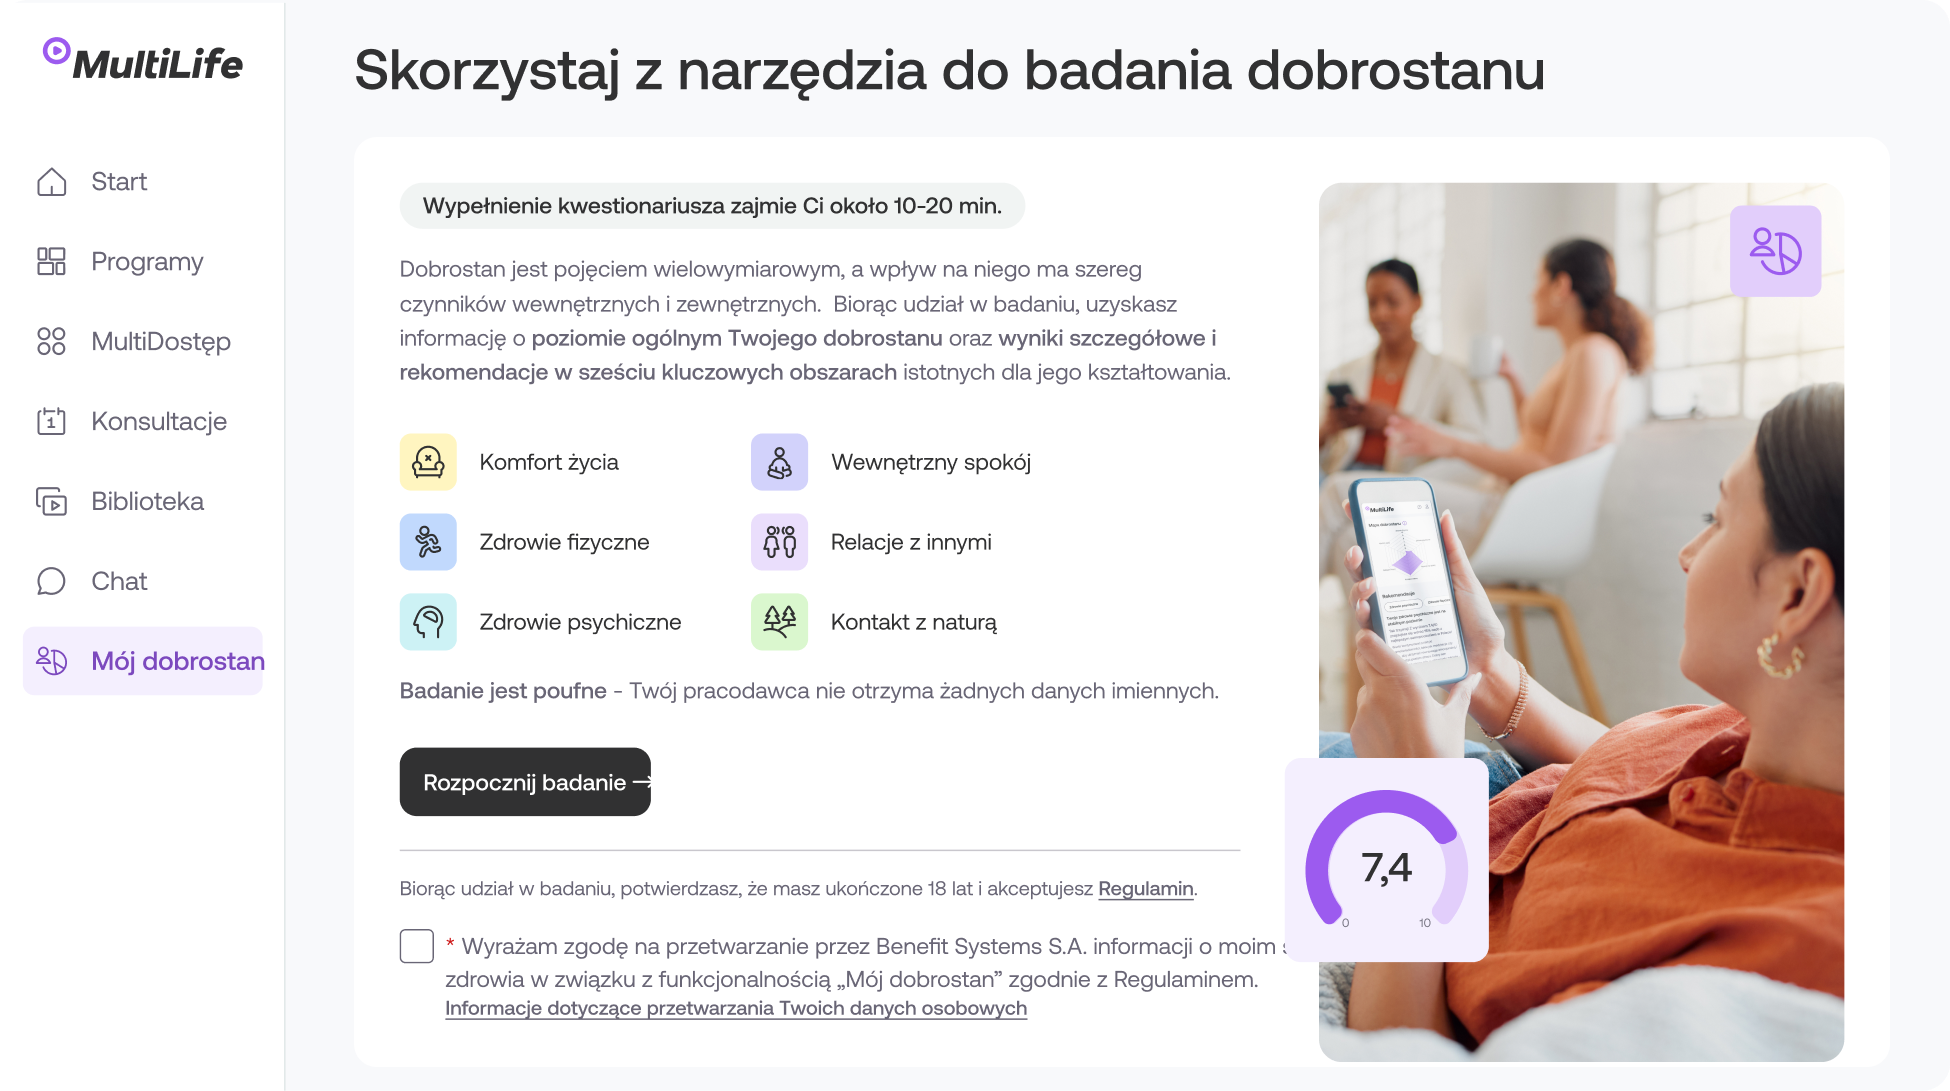 MultiLife
Start
Programy
MultiDostęp
Konsultacje
1
Biblioteka
Chat
Mój dobrostan
Skorzystaj z narzędzia do badania dobrostanu
Wypełnienie kwestionariusza zajmie Ci około 10-20 min.
Dobrostan jest pojęciem wielowymiarowym, a wpływ na niego ma szereg
czynników wewnętrznych i zewnętrznych. Biorąc udział w badaniu, uzyskasz
informację o poziomie ogólnym Twojego dobrostanu oraz wyniki szczegółowe i
rekomendacje w sześciu kluczowych obszarach istotnych dla jego kształtowania.
Komfort życia
Wewnętrzny spokój
Zdrowie fizyczne
Relacje z innymi
Zdrowie psychiczne
Kontakt z naturą
Badanie jest poufne - Twój pracodawca nie otrzyma żadnych danych imiennych.
Rozpocznij badanie →
Biorąc udział w badaniu, potwierdzasz, że masz ukończone 18 lat i akceptujesz Regulamin.
* Wyrażam zgodę na przetwarzanie przez Benefit Systems S.A. informacji o moim
zdrowia w związku z funkcjonalnością „Mój dobrostan” zgodnie z Regulaminem.
Informacje dotyczące przetwarzania Twoich danych osobowych
MultiLife
Mapa dobrostanu
Rekomendacje
Zdrowie psychiczne
7,4
0
10